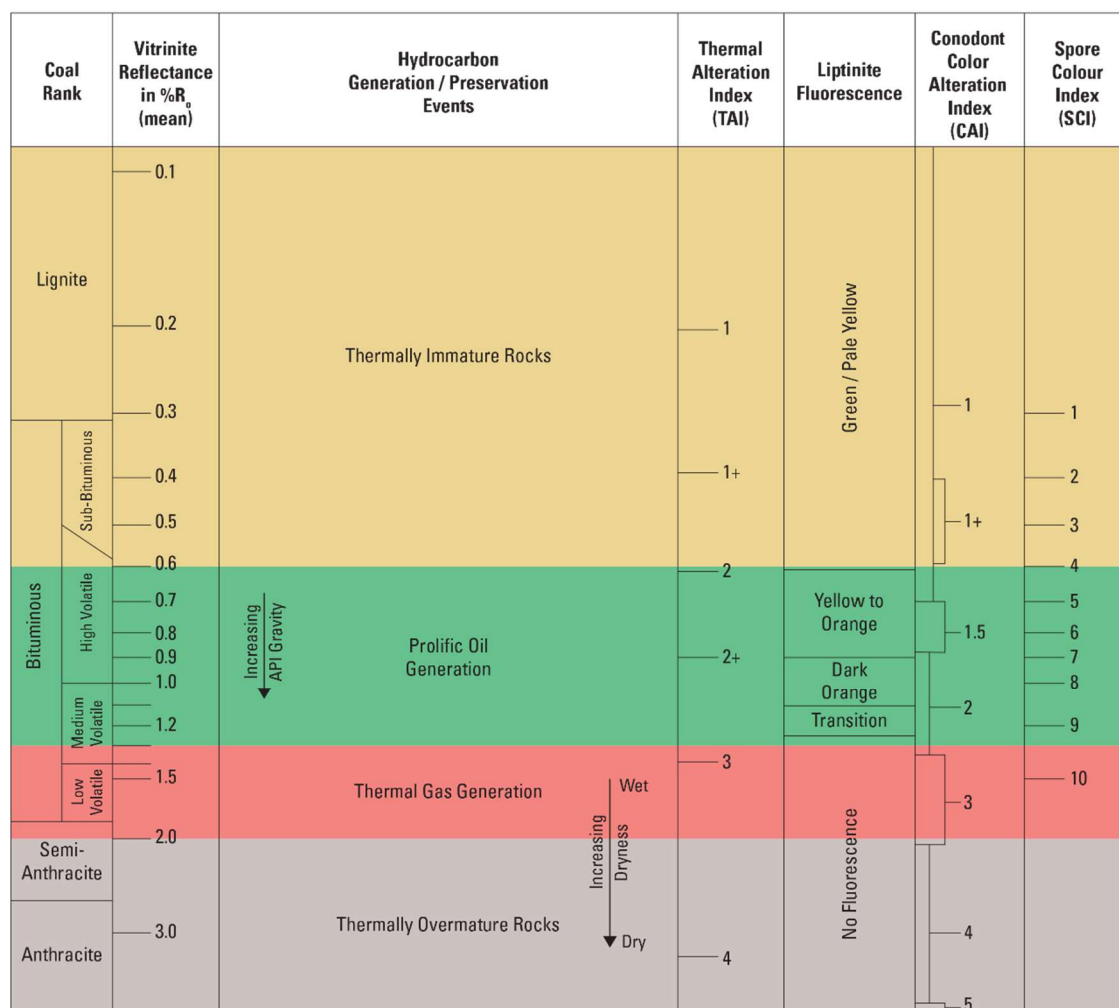 Coal
Rank
Vitrinite
Reflectance
in %Rₒ
(mean)
Hydrocarbon
Generation / Preservation
Events
Thermal
Alteration
Index
(TAI)
Liptinite
Fluorescence
Conodont
Color
Alteration
Index
(CAI)
Spore
Colour
Index
(SCI)
Lignite
Bituminous
Sub-Bituminous
High Volatile
Medium
Volatile
Low
Volatile
Semi-
Anthracite
Anthracite
0.1
0.2
0.3
0.4
0.5
0.6
0.7
0.8
0.9
1.0
1.2
1.5
2.0
3.0
Thermally Immature Rocks
Increasing
API Gravity
Prolific Oil
Generation
Thermal Gas Generation
Wet
Increasing
Dryness
Dry
Thermally Overmature Rocks
1
1+
2
2+
3
4
Green / Pale Yellow
Yellow to
Orange
Dark
Orange
Transition
No Fluorescence
1
1+
1.5
2
3
4
5
1
2
3
4
5
6
7
8
9
10